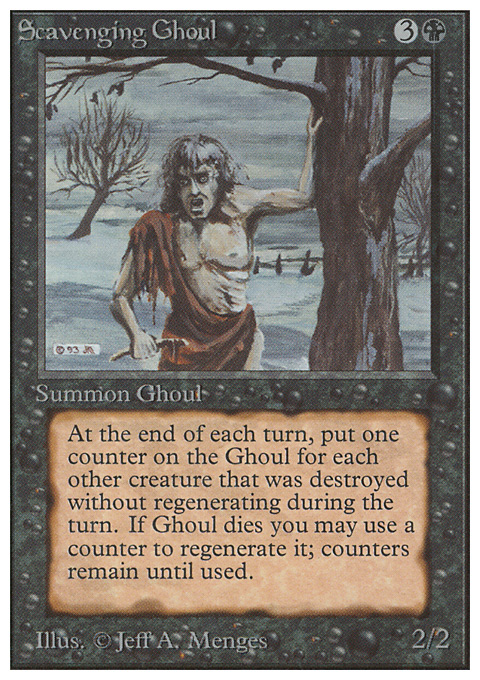 Scavenging Ghoul 3
© 93 JM
Summon Ghoul
At the end of each turn, put one
counter on the Ghoul for each
other creature that was destroyed
without regenerating during the
turn. If Ghoul dies you may use a
counter to regenerate it; counters
remain until used.
Illus. © Jeff A. Menges 2/2